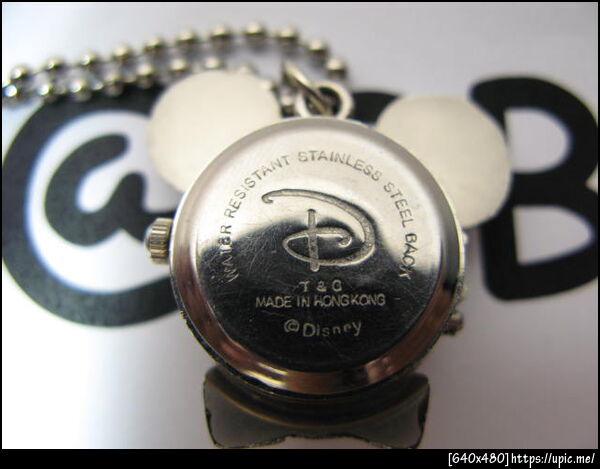 @ B
WATER RESISTANT STAINLESS STEEL BACK
D
T & G
MADE IN HONGKONG
©Disney
[640x480]https://upic.me/